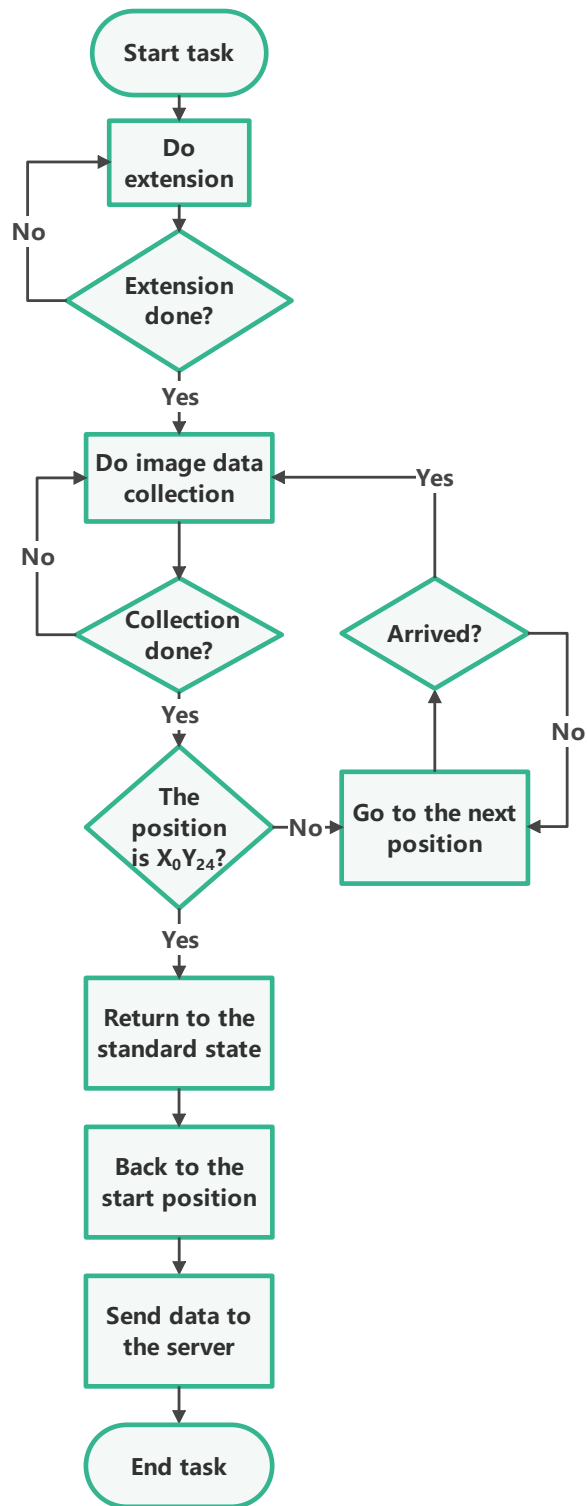 Start task
Do
extension
No
Extension
done?
Yes
Do image data
collection
Yes
No
Collection
done?
Arrived?
Yes
No
The
position
is X₀Y₂₄?
No
Go to the next
position
Yes
Return to the
standard state
Back to the
start position
Send data to
the server
End task